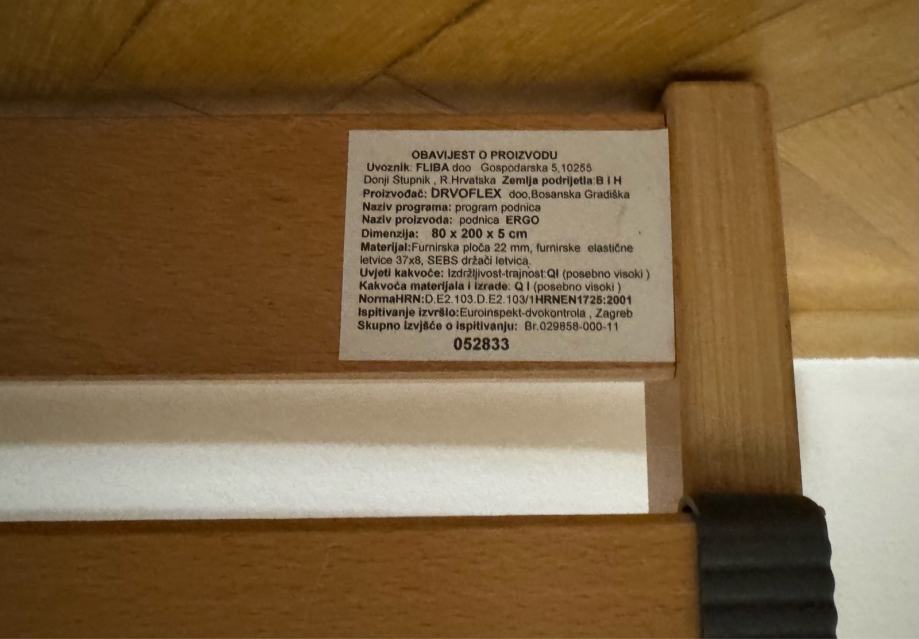 OBAVIJEST O PROIZVODU
Uvoznik: FLIBA doo Gospodarska 5,10255
Donji Stupnik , R.Hrvatska Zemlja podrijetla:B I H
Proizvođač: DRVOFLEX doo,Bosanska Gradiška
Naziv programa: program podnica
Naziv proizvoda: podnica ERGO
Dimenzija: 80 x 200 x 5 cm
Materijal:Furnirska ploča 22 mm, furnirske elastične
letvice 37x8, SEBS držači letvica.
Uvjeti kakvoće: Izdržljivost-trajnost:QI (posebno visoki )
Kakvoća materijala i izrade: Q I (posebno visoki )
NormaHRN:D.E2.103.D.E2.103/1HRNEN1725:2001
Ispitivanje izvršlo:Euroinspekt-dvokontrola , Zagreb
Skupno izvjšće o ispitivanju: Br.029858-000-11
052833